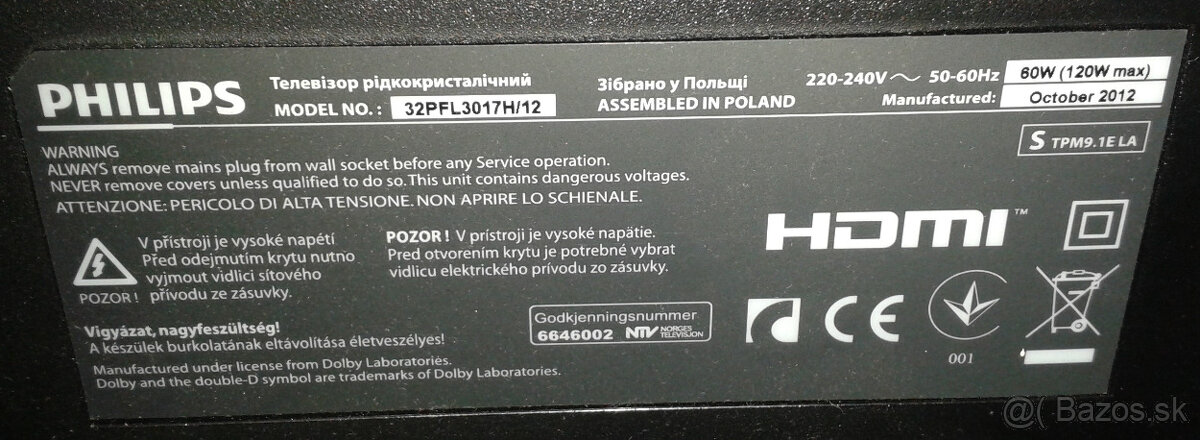 PHILIPS
Телевізор рідкокристалічний
MODEL NO. : 32PFL3017H/12
Зібрано у Польщі
ASSEMBLED IN POLAND
220-240V ~ 50-60Hz 60W (120W max)
Manufactured: October 2012
S TPM9.1E LA
WARNING
ALWAYS remove mains plug from wall socket before any Service operation.
NEVER remove covers unless qualified to do so. This unit contains dangerous voltages.
ATTENZIONE: PERICOLO DI ALTA TENSIONE. NON APRIRE LO SCHIENALE.
V přístroji je vysoké napétí
Před odejmutím krytu nutno
vyjmout vidlici sítového
POZOR ! přívodu ze zásuvky.
POZOR ! V prístroji je vysoké napätie.
Pred otvorením krytu je potrebné vybrat
vidlicu elektrického prívodu zo zásuvky.
HDMI™
Vigyázat, nagyfeszültség!
A készülek burkolatának eltávolítása életveszélyes!
Godkjenningsnummer
6646002 NTV NORGES TELEVISJON
CE
001
Manufactured under license from Dolby Laboratories.
Dolby and the double-D symbol are trademarks of Dolby Laboratories.
@( Bazos.sk